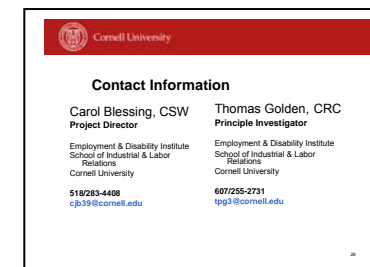 Cornell University
Contact Information
Carol Blessing, CSW
Project Director
Employment & Disability Institute
School of Industrial & Labor
Relations
Cornell University
518/283-4408
cjb39@cornell.edu
Thomas Golden, CRC
Principle Investigator
Employment & Disability Institute
School of Industrial & Labor
Relations
Cornell University
607/255-2731
tpg3@cornell.edu